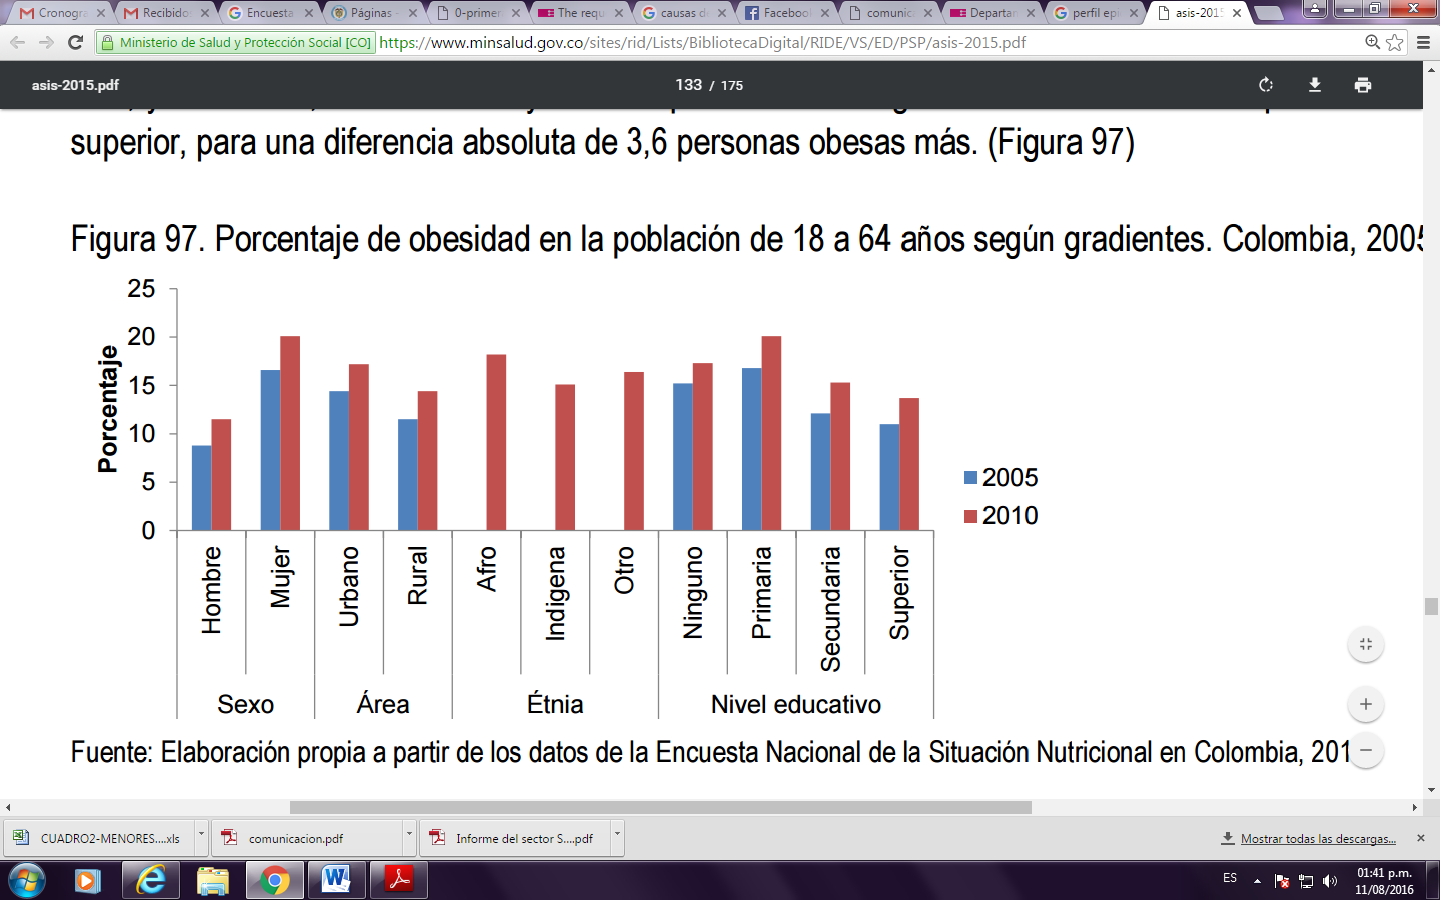 Cronogra
Recibido
Encuesta
Páginas
0-primer
The requ
causas d
Facebook
comunic
Departar
perfil epi
asis-2015
Ministerio de Salud y Protección Social [CO] https://www.minsalud.gov.co/sites/rid/Lists/BibliotecaDigital/RIDE/VS/ED/PSP/asis-2015.pdf
asis-2015.pdf 133 / 175
superior, para una diferencia absoluta de 3,6 personas obesas más. (Figura 97)
Figura 97. Porcentaje de obesidad en la población de 18 a 64 años según gradientes. Colombia, 2005
Porcentaje
25
20
15
10
5
0
Hombre
Mujer
Urbano
Rural
Afro
Indigena
Otro
Ninguno
Primaria
Secundaria
Superior
Sexo Área Étnia Nivel educativo
2005
2010
Fuente: Elaboración propia a partir de los datos de la Encuesta Nacional de la Situación Nutricional en Colombia, 201
CUADRO2-MENORES....xls comunicacion.pdf Informe del sector S....pdf Mostrar todas las descargas...
ES 01:41 p.m.
11/08/2016